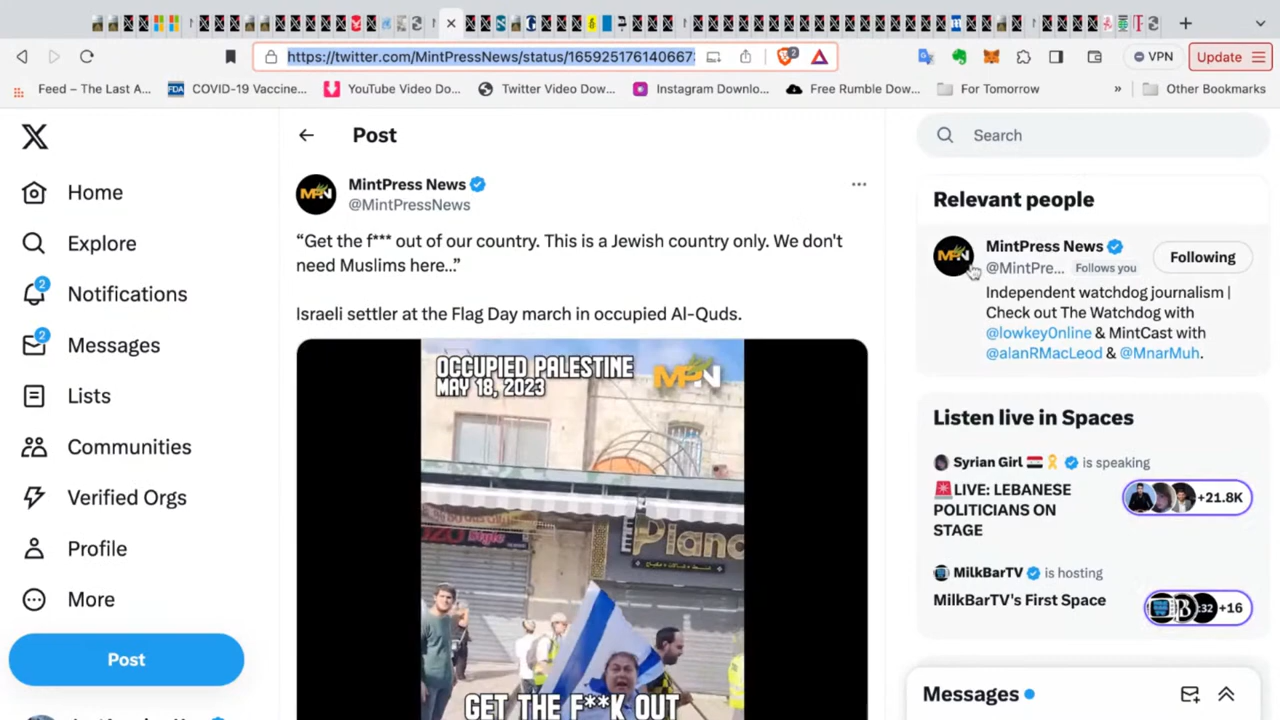 https://twitter.com/MintPressNews/status/165925176140667
2
VPN
Update
Feed – The Last A...
COVID-19 Vaccine...
YouTube Video Do...
Twitter Video Dow...
Instagram Downlo...
Free Rumble Dow...
For Tomorrow
»
Other Bookmarks
Home
Explore
2
Notifications
2
Messages
Lists
Communities
Verified Orgs
Profile
More
Post
Post
MintPress News
@MintPressNews
“Get the f*** out of our country. This is a Jewish country only. We don't
need Muslims here…”
Israeli settler at the Flag Day march in occupied Al-Quds.
OCCUPIED PALESTINE
MAY 18, 2023
MPN
Style
Piano
GET THE F**K OUT
Search
Relevant people
MintPress News
@MintPre... Follows you
Following
Independent watchdog journalism |
Check out The Watchdog with
@lowkey0nline & MintCast with
@alanRMacLeod & @MnarMuh.
Listen live in Spaces
Syrian Girl is speaking
LIVE: LEBANESE
POLITICIANS ON
STAGE
+21.8K
MilkBarTV is hosting
MilkBarTV's First Space
+16
Messages